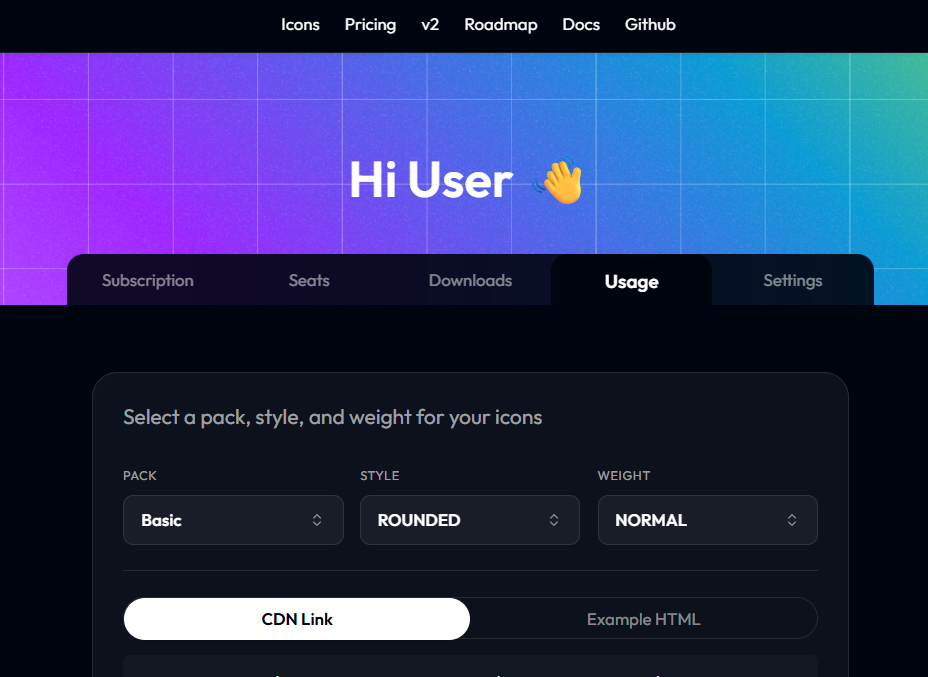 Icons Pricing v2 Roadmap Docs Github
Hi User 👋
Subscription Seats Downloads Usage Settings
Select a pack, style, and weight for your icons
PACK STYLE WEIGHT
Basic ROUNDED NORMAL
CDN Link Example HTML